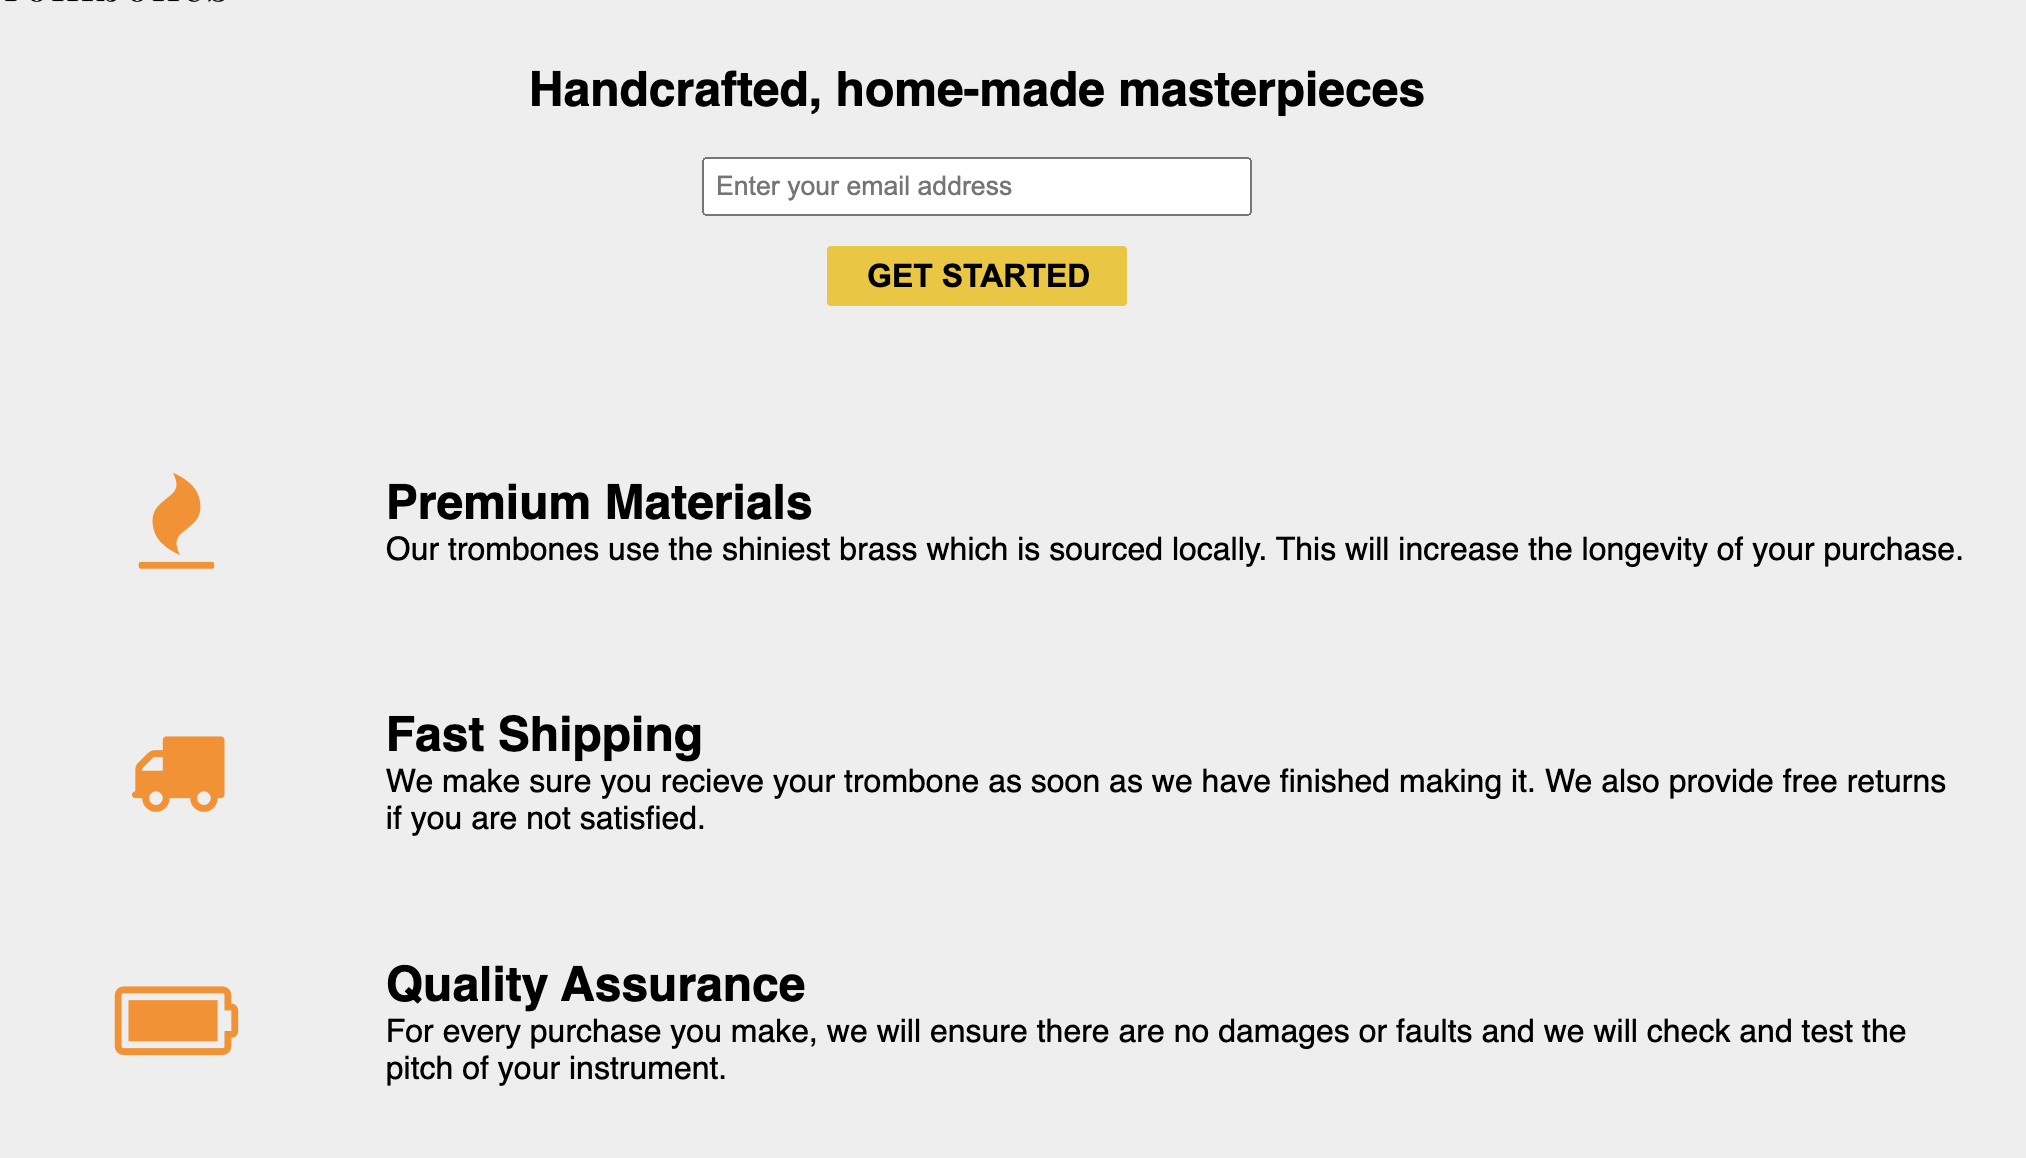 Handcrafted, home-made masterpieces
Enter your email address
GET STARTED
Premium Materials
Our trombones use the shiniest brass which is sourced locally. This will increase the longevity of your purchase.
Fast Shipping
We make sure you recieve your trombone as soon as we have finished making it. We also provide free returns
if you are not satisfied.
Quality Assurance
For every purchase you make, we will ensure there are no damages or faults and we will check and test the
pitch of your instrument.